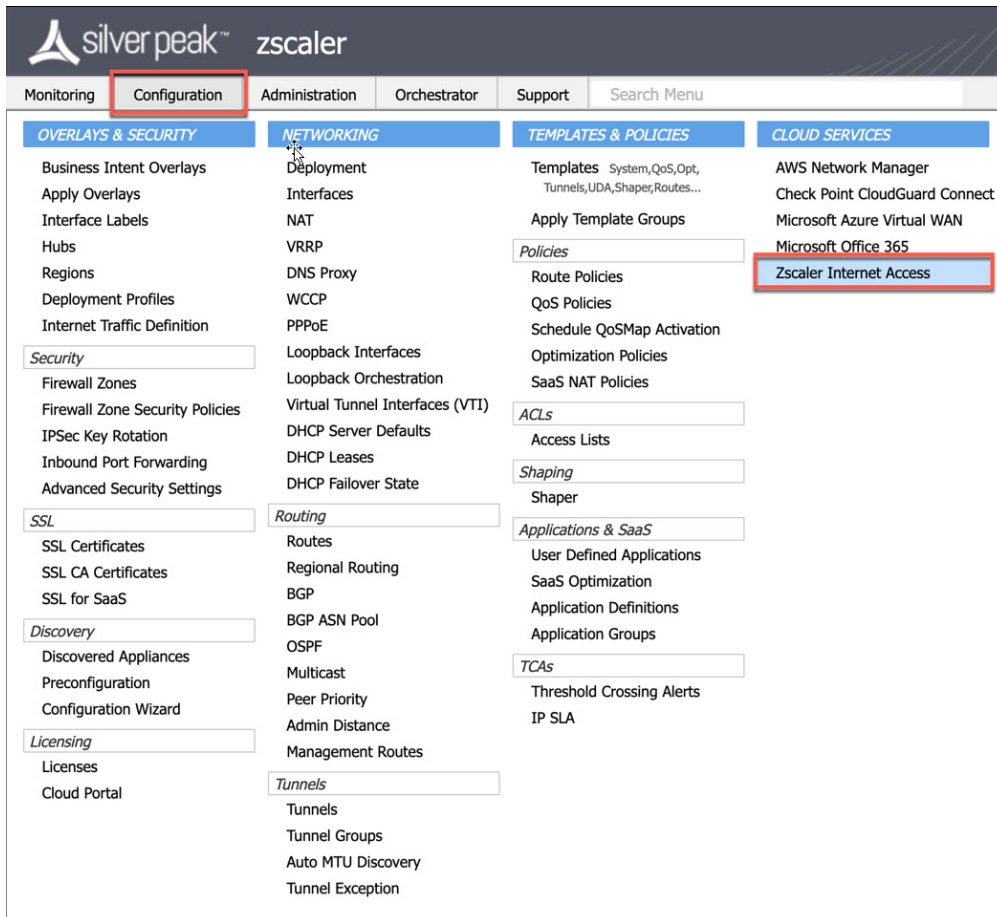 silver peak™ zscaler
Monitoring Configuration Administration Orchestrator Support Search Menu
OVERLAYS & SECURITY
Business Intent Overlays
Apply Overlays
Interface Labels
Hubs
Regions
Deployment Profiles
Internet Traffic Definition
Security
Firewall Zones
Firewall Zone Security Policies
IPSec Key Rotation
Inbound Port Forwarding
Advanced Security Settings
SSL
SSL Certificates
SSL CA Certificates
SSL for SaaS
Discovery
Discovered Appliances
Preconfiguration
Configuration Wizard
Licensing
Licenses
Cloud Portal
NETWORKING
Deployment
Interfaces
NAT
VRRP
DNS Proxy
WCCP
PPPoE
Loopback Interfaces
Loopback Orchestration
Virtual Tunnel Interfaces (VTI)
DHCP Server Defaults
DHCP Leases
DHCP Failover State
Routing
Routes
Regional Routing
BGP
BGP ASN Pool
OSPF
Multicast
Peer Priority
Admin Distance
Management Routes
Tunnels
Tunnels
Tunnel Groups
Auto MTU Discovery
Tunnel Exception
TEMPLATES & POLICIES
Templates System,QoS,Opt,
Tunnels,UDA,Shaper,Routes...
Apply Template Groups
Policies
Route Policies
QoS Policies
Schedule QoSMap Activation
Optimization Policies
SaaS NAT Policies
ACLs
Access Lists
Shaping
Shaper
Applications & SaaS
User Defined Applications
SaaS Optimization
Application Definitions
Application Groups
TCAs
Threshold Crossing Alerts
IP SLA
CLOUD SERVICES
AWS Network Manager
Check Point CloudGuard Connect
Microsoft Azure Virtual WAN
Microsoft Office 365
Zscaler Internet Access